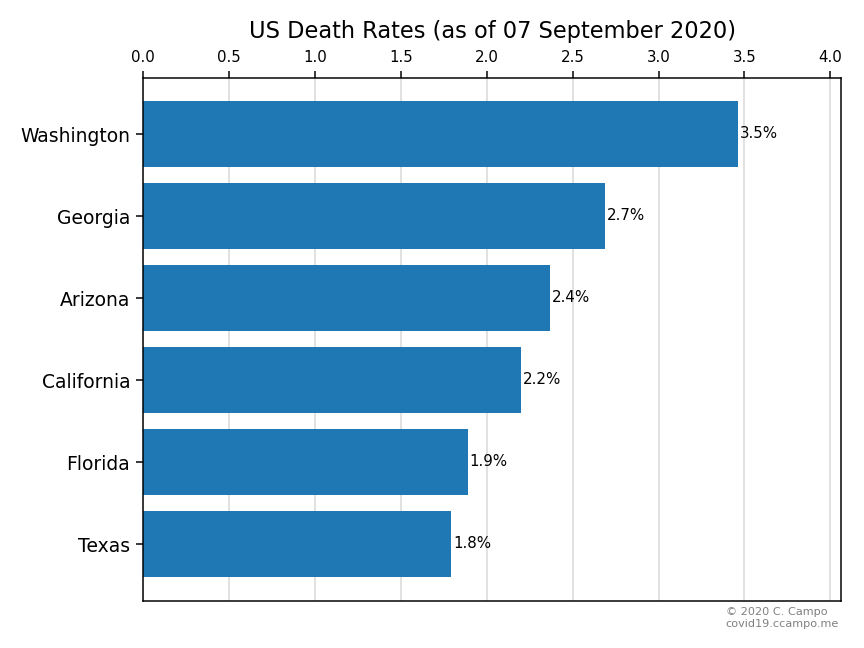 US Death Rates (as of 07 September 2020)
0.0 0.5 1.0 1.5 2.0 2.5 3.0 3.5 4.0
Washington 3.5%
Georgia 2.7%
Arizona 2.4%
California 2.2%
Florida 1.9%
Texas 1.8%
© 2020 C. Campo
covid19.ccampo.me